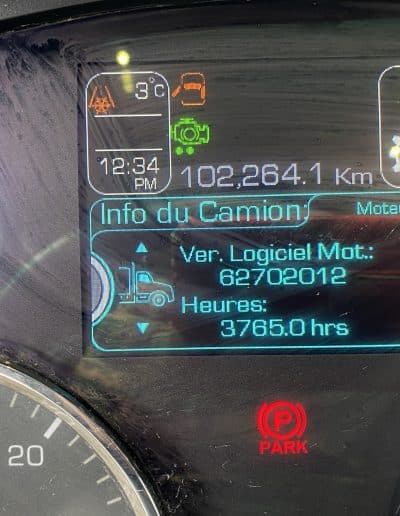 3°C
12:34
PM
102,264.1 Km
Info du Camion:
Moteu
Ver. Logiciel Mot.:
62702012
Heures:
3765.0 hrs
P
PARK
20